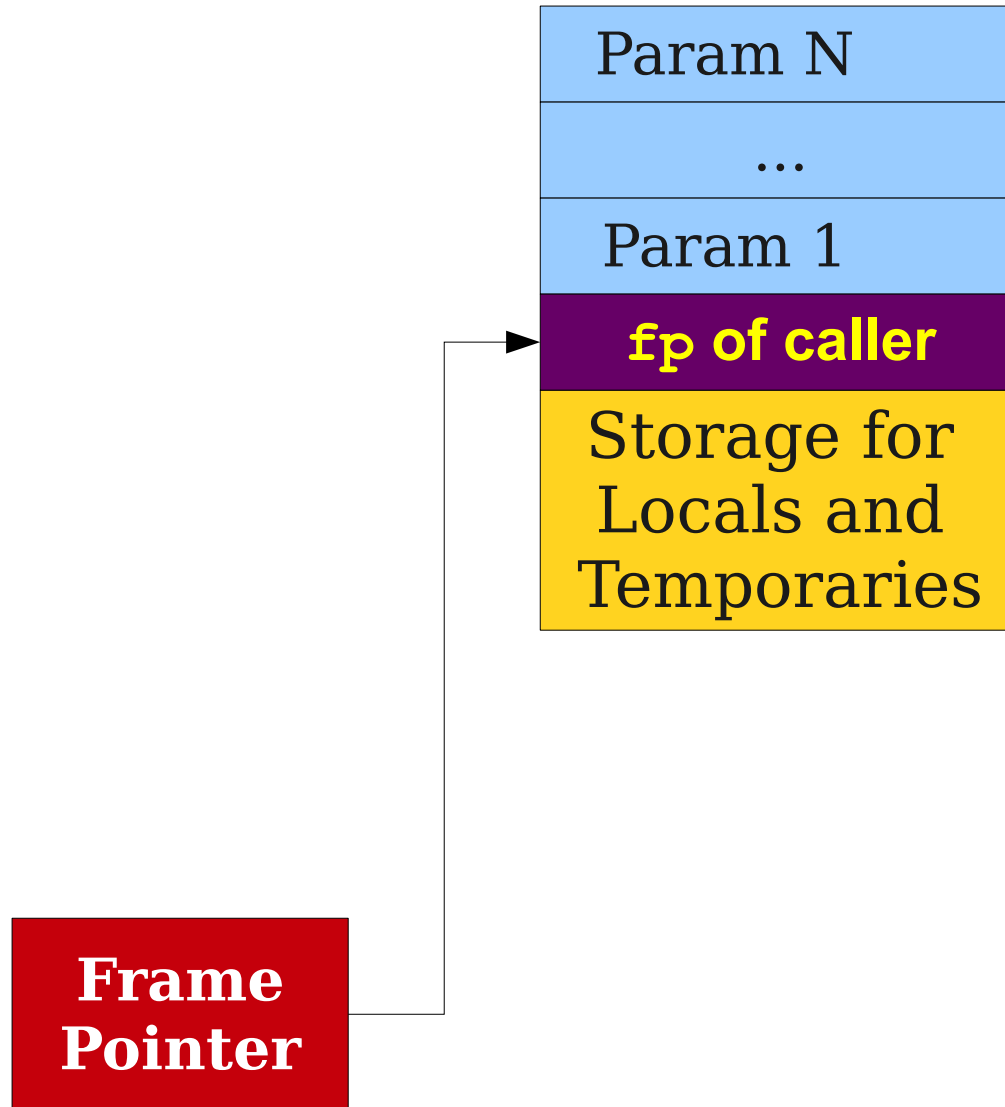 Param N
...
Param 1
fp of caller
Storage for
Locals and
Temporaries
Frame
Pointer